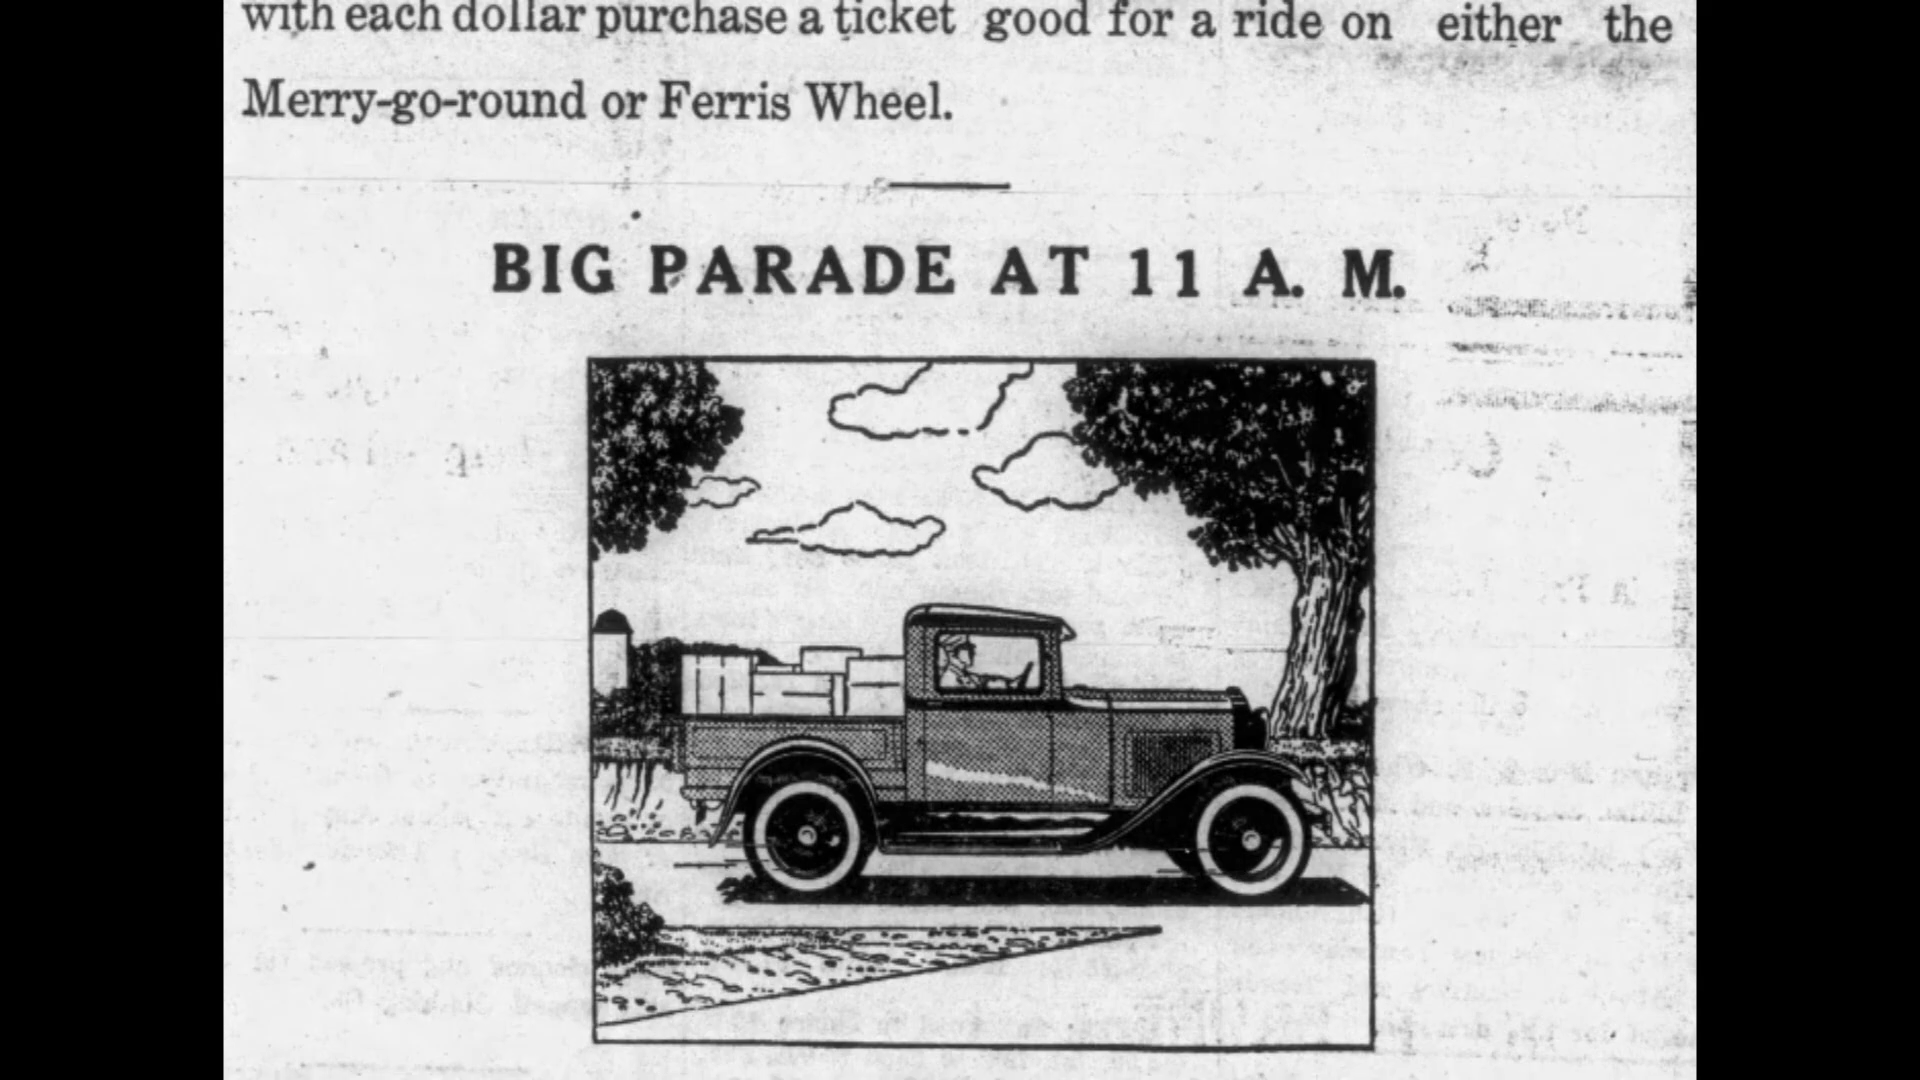 with each dollar purchase a ticket good for a ride on either the
Merry-go-round or Ferris Wheel.
BIG PARADE AT 11 A. M.